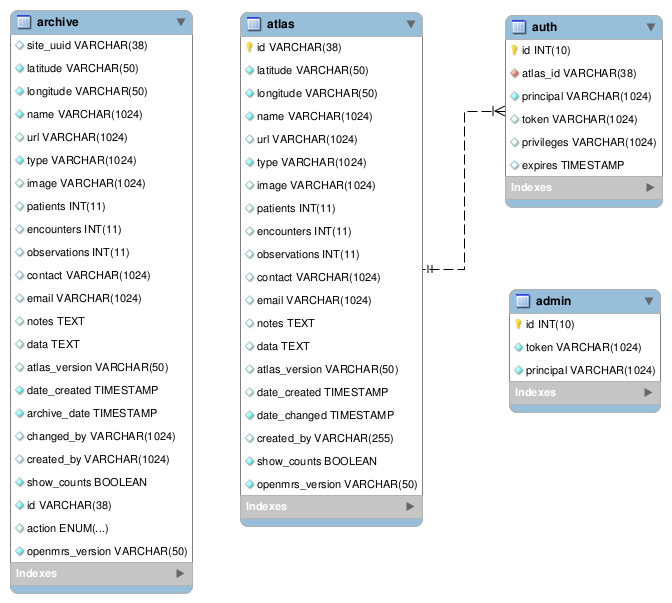 archive
site_uuid VARCHAR(38)
latitude VARCHAR(50)
longitude VARCHAR(50)
name VARCHAR(1024)
url VARCHAR(1024)
type VARCHAR(1024)
image VARCHAR(1024)
patients INT(11)
encounters INT(11)
observations INT(11)
contact VARCHAR(1024)
email VARCHAR(1024)
notes TEXT
data TEXT
atlas_version VARCHAR(50)
date_created TIMESTAMP
archive_date TIMESTAMP
changed_by VARCHAR(1024)
created_by VARCHAR(1024)
show_counts BOOLEAN
id VARCHAR(38)
action ENUM(...)
openmrs_version VARCHAR(50)
Indexes
atlas
id VARCHAR(38)
latitude VARCHAR(50)
longitude VARCHAR(50)
name VARCHAR(1024)
url VARCHAR(1024)
type VARCHAR(1024)
image VARCHAR(1024)
patients INT(11)
encounters INT(11)
observations INT(11)
contact VARCHAR(1024)
email VARCHAR(1024)
notes TEXT
data TEXT
atlas_version VARCHAR(50)
date_created TIMESTAMP
date_changed TIMESTAMP
created_by VARCHAR(255)
show_counts BOOLEAN
openmrs_version VARCHAR(50)
Indexes
auth
id INT(10)
atlas_id VARCHAR(38)
principal VARCHAR(1024)
token VARCHAR(1024)
privileges VARCHAR(1024)
expires TIMESTAMP
Indexes
admin
id INT(10)
token VARCHAR(1024)
principal VARCHAR(1024)
Indexes